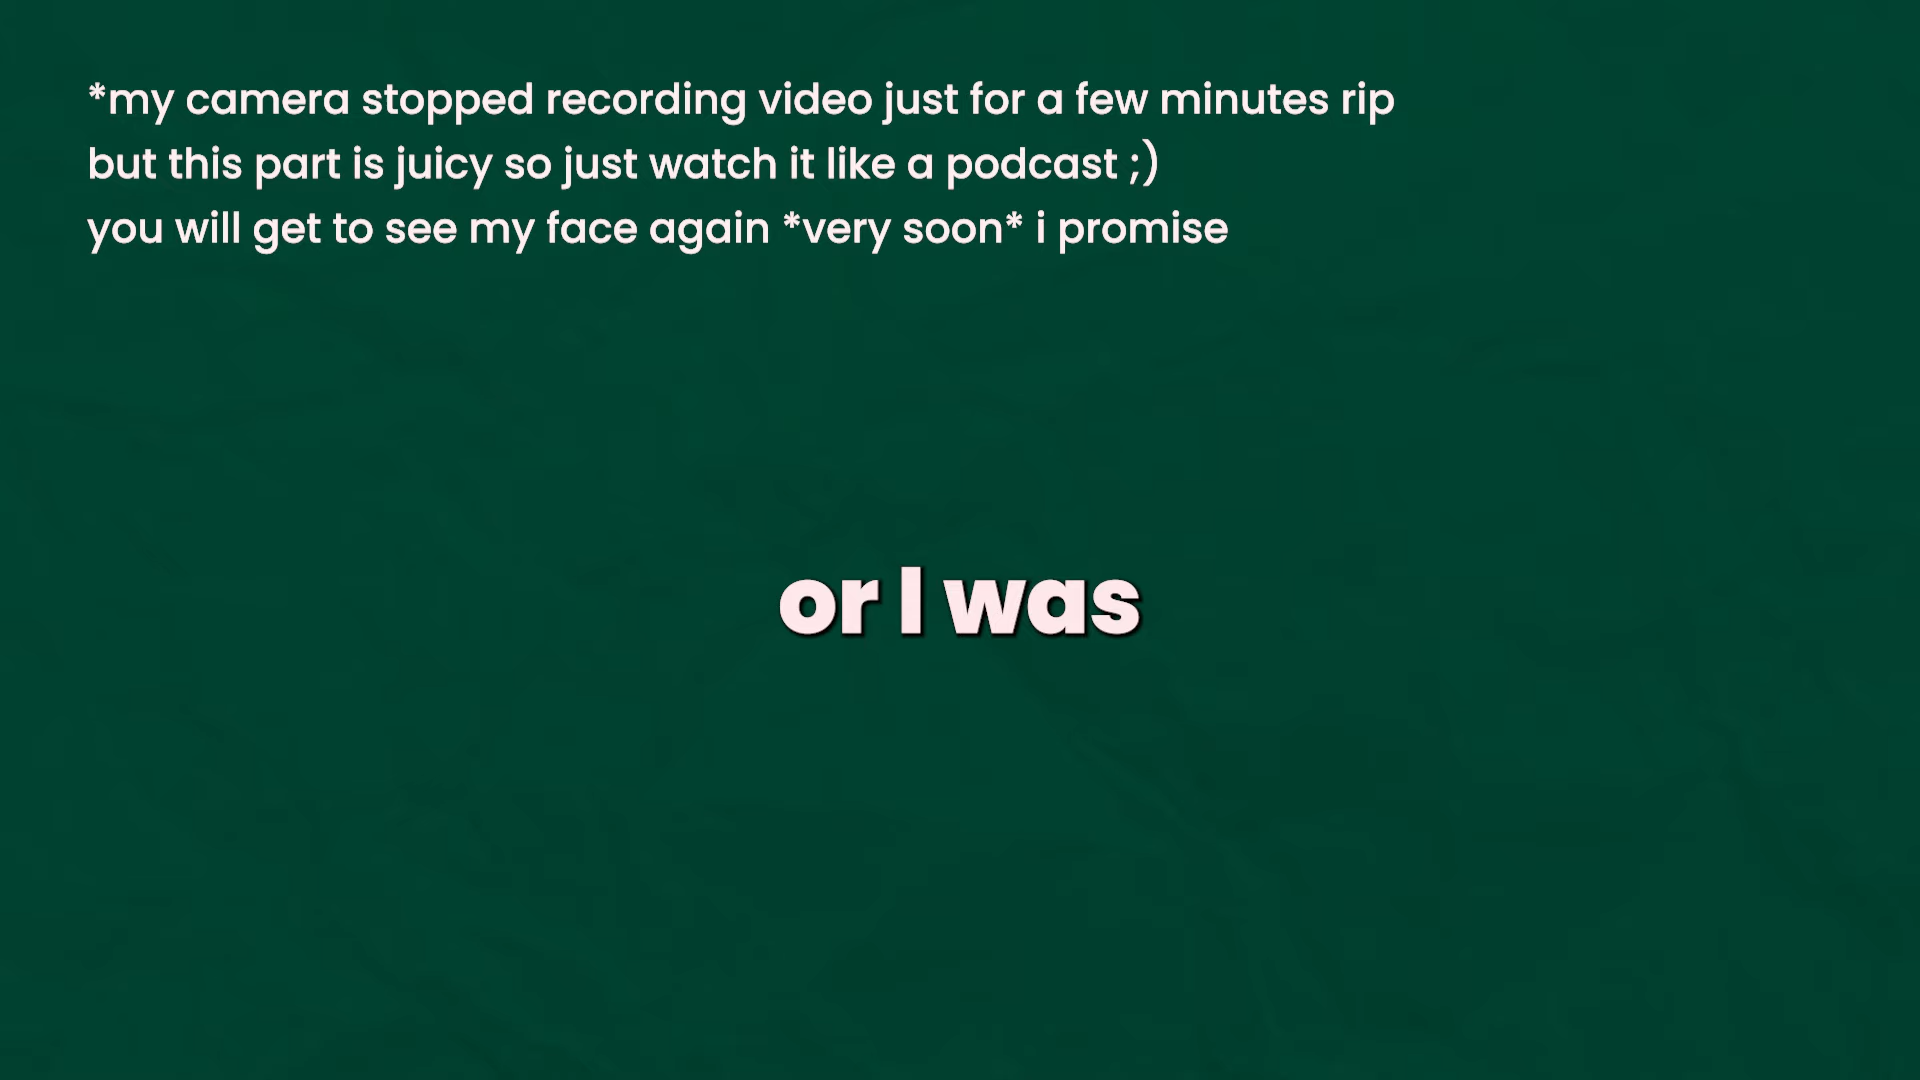 *my camera stopped recording video just for a few minutes rip
but this part is juicy so just watch it like a podcast ;)
you will get to see my face again *very soon* i promise
or I was